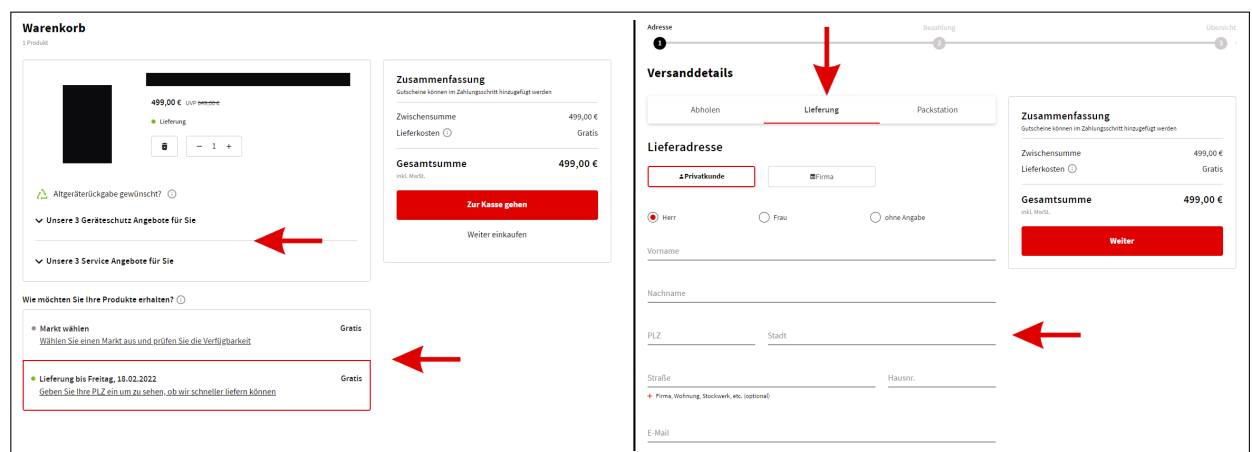 Warenkorb
1 Produkt
499,00 € UVP 649,00 €
Lieferung
− 1 +
Altgeräterückgabe gewünscht?
Unsere 3 Geräteschutz Angebote für Sie
Unsere 3 Service Angebote für Sie
Wie möchten Sie Ihre Produkte erhalten?
Markt wählen Gratis
Wählen Sie einen Markt aus und prüfen Sie die Verfügbarkeit
Lieferung bis Freitag, 18.02.2022 Gratis
Geben Sie Ihre PLZ ein um zu sehen, ob wir schneller liefern können
Zusammenfassung
Gutscheine können im Zahlungsschritt hinzugefügt werden
Zwischensumme 499,00 €
Lieferkosten Gratis
Gesamtsumme 499,00 €
inkl. MwSt.
Zur Kasse gehen
Weiter einkaufen
Adresse Bezahlung Übersicht
1 2 3
Versanddetails
Abholen Lieferung Packstation
Lieferadresse
Privatkunde Firma
Herr Frau ohne Angabe
Vorname
Nachname
PLZ Stadt
Straße Hausnr.
+ Firma, Wohnung, Stockwerk, etc. (optional)
E-Mail
Zusammenfassung
Gutscheine können im Zahlungsschritt hinzugefügt werden
Zwischensumme 499,00 €
Lieferkosten Gratis
Gesamtsumme 499,00 €
inkl. MwSt.
Weiter